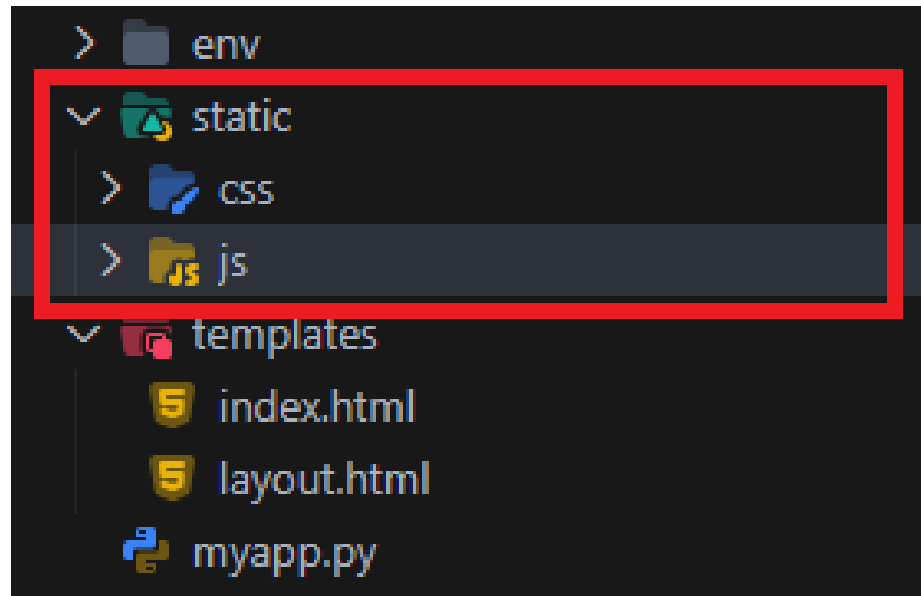 env
static
css
js
templates
index.html
layout.html
myapp.py